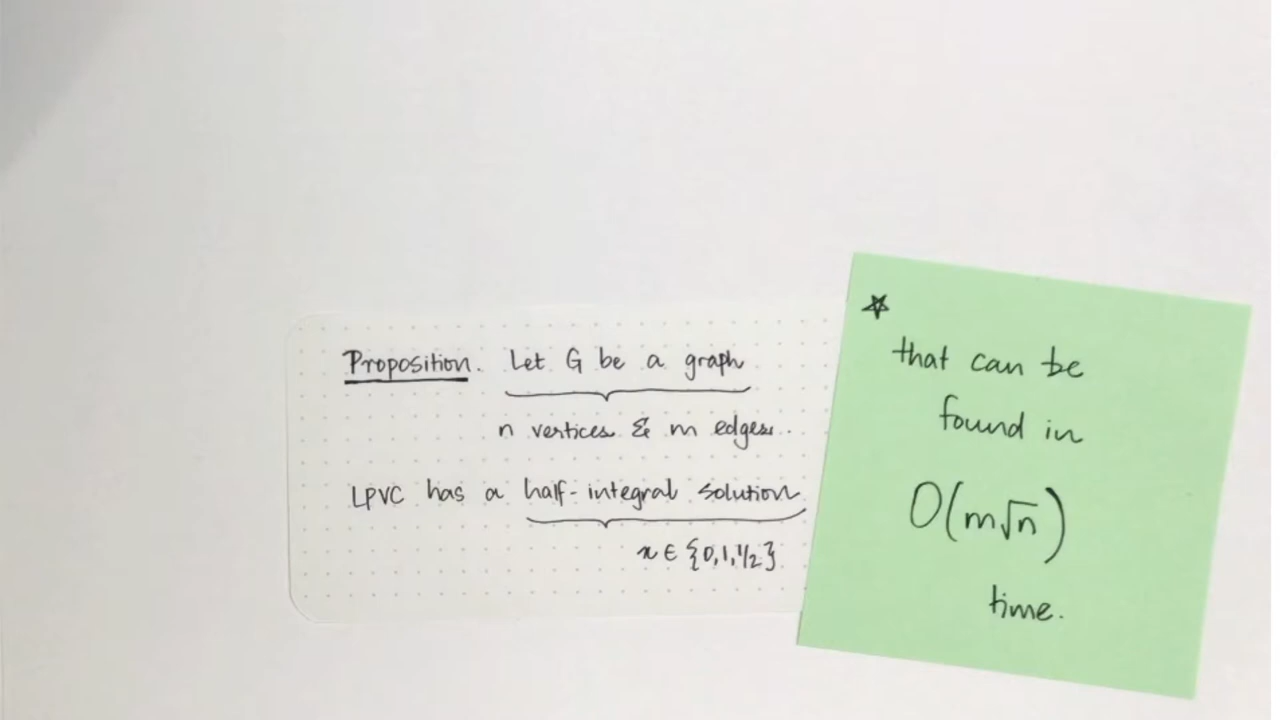 Proposition. Let G be a graph
n vertices & m edges.
LPVC has a half-integral solution
x ∈ {0,1,1/2}
☆
that can be
found in
O(m√n)
time.